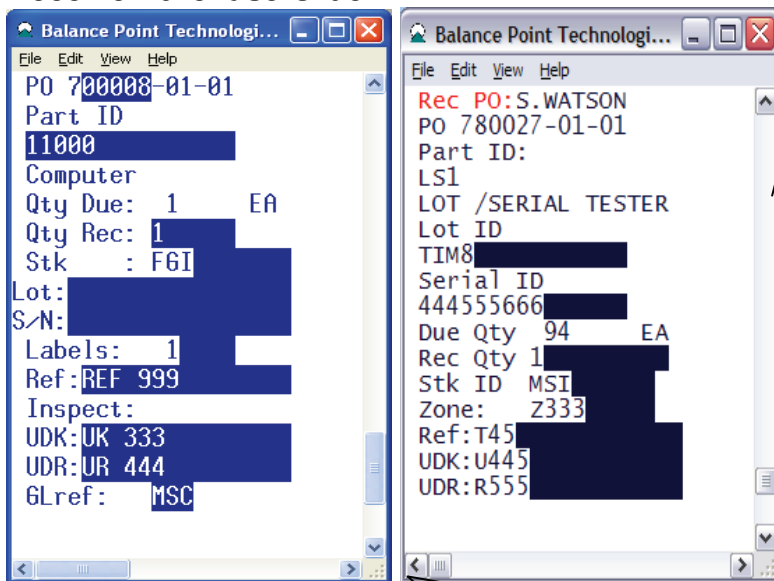 Balance Point Technologi...
File Edit View Help
PO 700008-01-01
Part ID
11000
Computer
Qty Due: 1 EA
Qty Rec: 1
Stk : FGI
Lot:
S/N:
Labels: 1
Ref:REF 999
Inspect:
UDK:UK 333
UDR:UR 444
GLref: MSC
Balance Point Technologi...
File Edit View Help
Rec PO:S.WATSON
PO 780027-01-01
Part ID:
LS1
LOT /SERIAL TESTER
Lot ID
TIM8
Serial ID
444555666
Due Qty 94 EA
Rec Qty 1
Stk ID MSI
Zone: Z333
Ref:T45
UDK:U445
UDR:R555